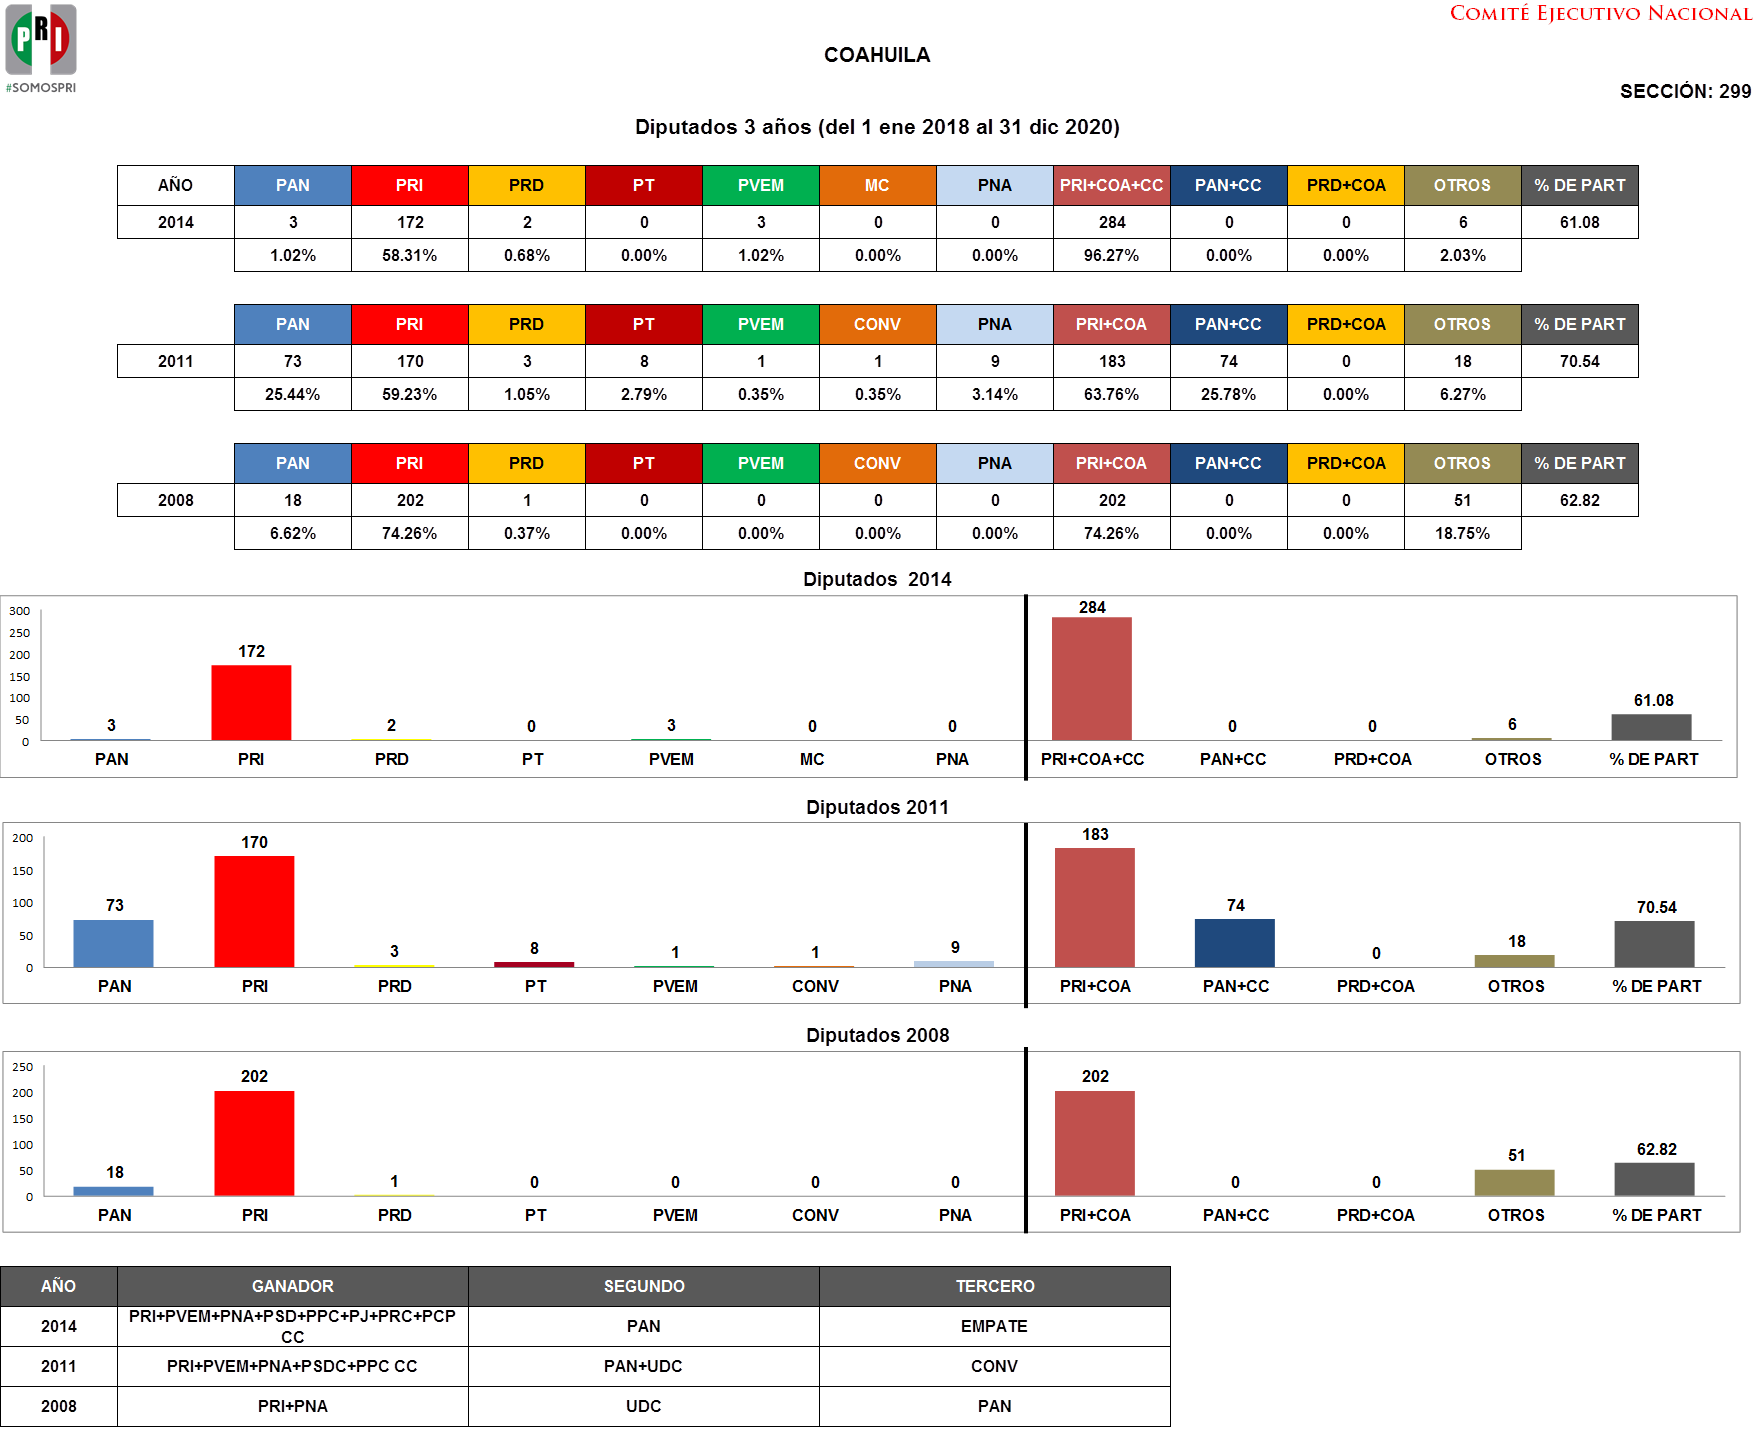 PRI
#SOMOSPRI
COMITÉ EJECUTIVO NACIONAL
COAHUILA
SECCIÓN: 299
Diputados 3 años (del 1 ene 2018 al 31 dic 2020)
AÑO PAN PRI PRD PT PVEM MC PNA PRI+COA+CC PAN+CC PRD+COA OTROS % DE PART
2014 3 172 2 0 3 0 0 284 0 0 6 61.08
1.02% 58.31% 0.68% 0.00% 1.02% 0.00% 0.00% 96.27% 0.00% 0.00% 2.03%
PAN PRI PRD PT PVEM CONV PNA PRI+COA PAN+CC PRD+COA OTROS % DE PART
2011 73 170 3 8 1 1 9 183 74 0 18 70.54
25.44% 59.23% 1.05% 2.79% 0.35% 0.35% 3.14% 63.76% 25.78% 0.00% 6.27%
PAN PRI PRD PT PVEM CONV PNA PRI+COA PAN+CC PRD+COA OTROS % DE PART
2008 18 202 1 0 0 0 0 202 0 0 51 62.82
6.62% 74.26% 0.37% 0.00% 0.00% 0.00% 0.00% 74.26% 0.00% 0.00% 18.75%
Diputados 2014
300
250
200
150
100
50
0
3 172 2 0 3 0 0 284 0 0 6 61.08
PAN PRI PRD PT PVEM MC PNA PRI+COA+CC PAN+CC PRD+COA OTROS % DE PART
Diputados 2011
200
150
100
50
0
73 170 3 8 1 1 9 183 74 0 18 70.54
PAN PRI PRD PT PVEM CONV PNA PRI+COA PAN+CC PRD+COA OTROS % DE PART
Diputados 2008
250
200
150
100
50
0
18 202 1 0 0 0 0 202 0 0 51 62.82
PAN PRI PRD PT PVEM CONV PNA PRI+COA PAN+CC PRD+COA OTROS % DE PART
AÑO GANADOR SEGUNDO TERCERO
2014 PRI+PVEM+PNA+PSD+PPC+PJ+PRC+PCP CC PAN EMPATE
2011 PRI+PVEM+PNA+PSDC+PPC CC PAN+UDC CONV
2008 PRI+PNA UDC PAN